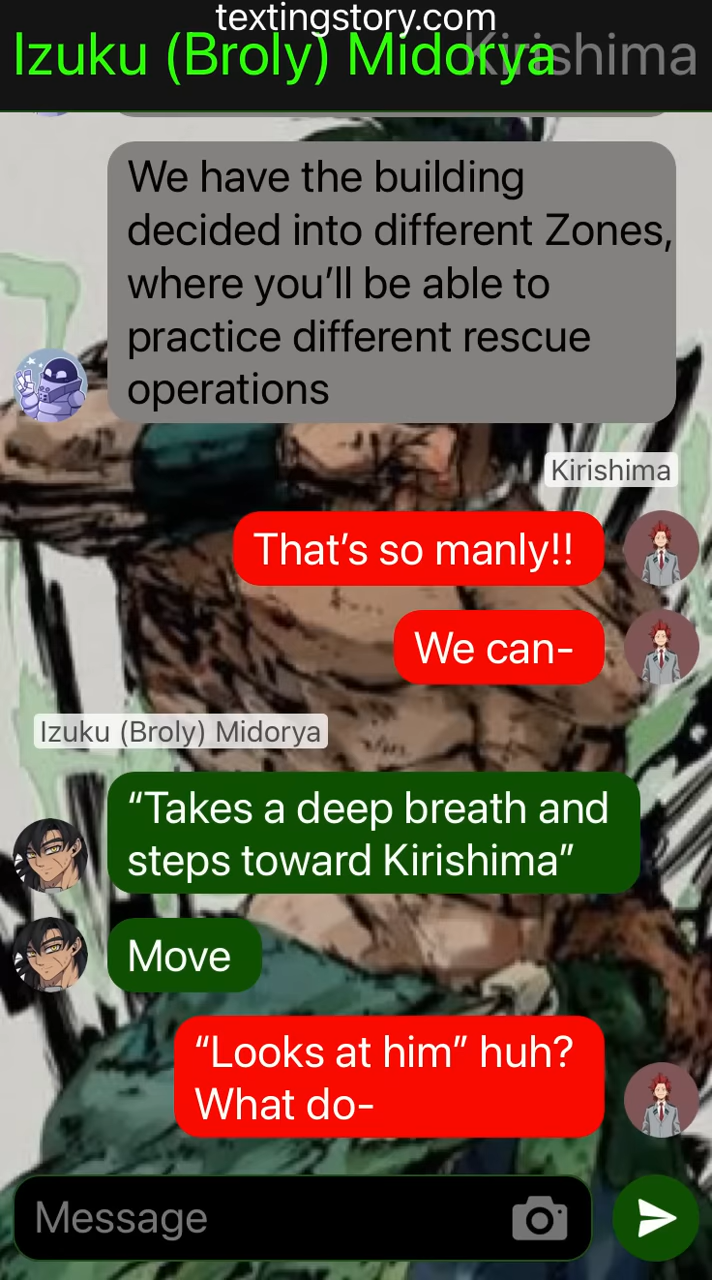 textingstory.com
Izuku (Broly) Midorya
Kirishima
We have the building
decided into different Zones,
where you’ll be able to
practice different rescue
operations
Kirishima
That’s so manly!!
We can-
Izuku (Broly) Midorya
“Takes a deep breath and
steps toward Kirishima”
Move
“Looks at him” huh?
What do-
Message